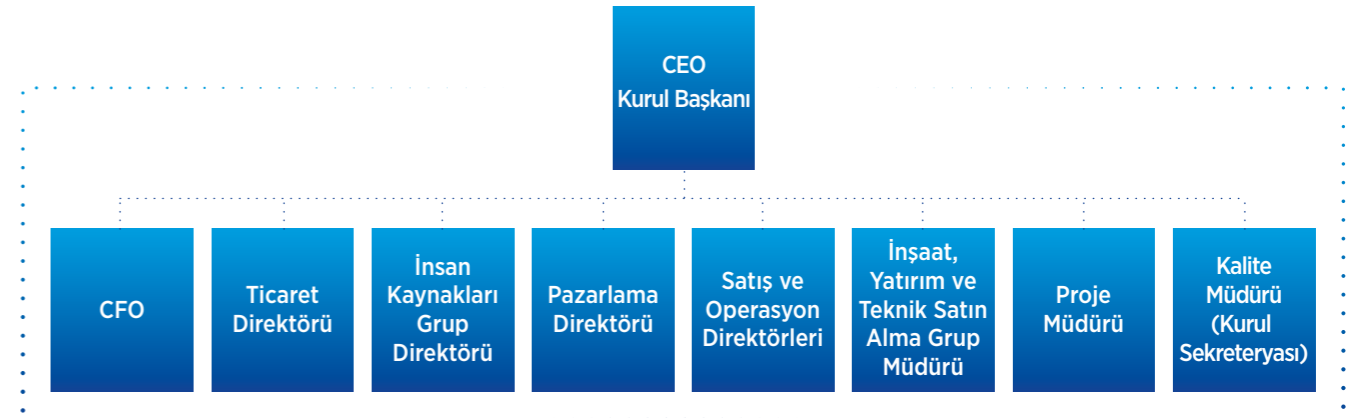 CEO
Kurul Başkanı
CFO
Ticaret
Direktörü
İnsan
Kaynakları
Grup
Direktörü
Pazarlama
Direktörü
Satış ve
Operasyon
Direktörleri
İnşaat,
Yatırım ve
Teknik Satın
Alma Grup
Müdürü
Proje
Müdürü
Kalite
Müdürü
(Kurul
Sekreteryası)